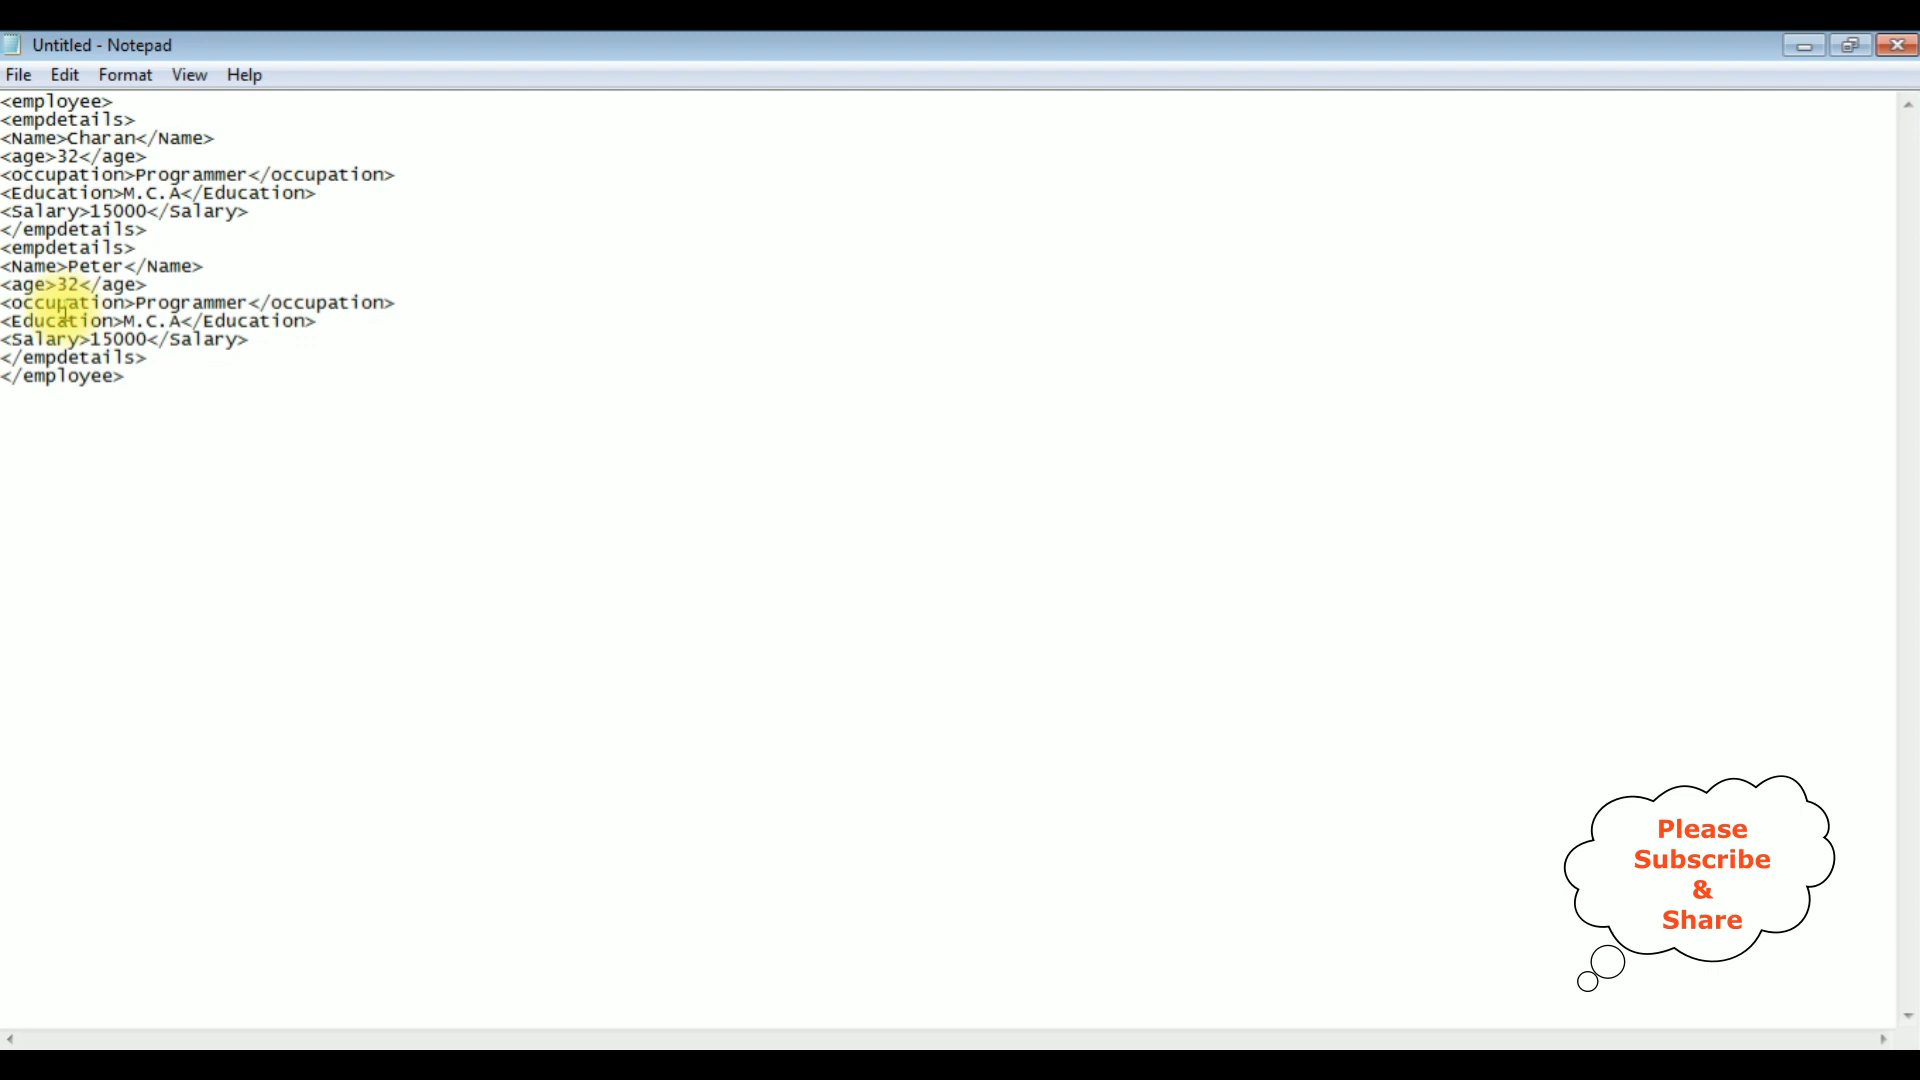 Untitled - Notepad
File Edit Format View Help
<employee>
<empdetails>
<Name>Charan</Name>
<age>32</age>
<occupation>Programmer</occupation>
<Education>M.C.A</Education>
<Salary>15000</Salary>
</empdetails>
<empdetails>
<Name>Peter</Name>
<age>32</age>
<occupation>Programmer</occupation>
<Education>M.C.A</Education>
<Salary>15000</Salary>
</empdetails>
</employee>
Please
Subscribe
&
Share